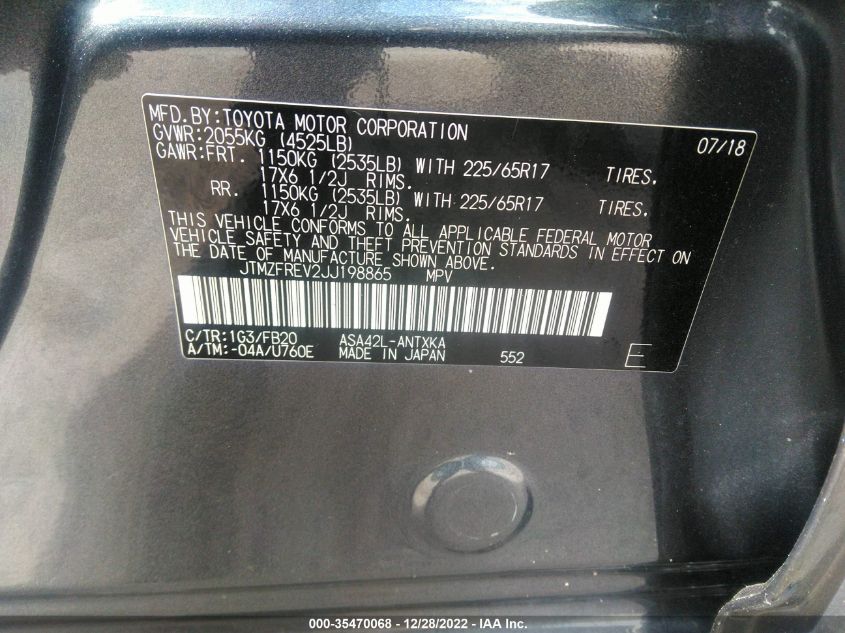 MFD.BY:TOYOTA MOTOR CORPORATION 07/18
GVWR:2055KG (4525LB)
GAWR:FRT. 1150KG (2535LB) WITH 225/65R17 TIRES.
17X6 1/2J RIMS.
RR. 1150KG (2535LB) WITH 225/65R17 TIRES.
17X6 1/2J RIMS.
THIS VEHICLE CONFORMS TO ALL APPLICABLE FEDERAL MOTOR
VEHICLE SAFETY AND THEFT PREVENTION STANDARDS IN EFFECT ON
THE DATE OF MANUFACTURE SHOWN ABOVE.
JTMZFREV2JJ198865 MPV
C/TR:1G3/FB20 ASA42L-ANTXKA
A/TM:-04A/U760E MADE IN JAPAN 552 E
000-35470068 - 12/28/2022 - IAA Inc.